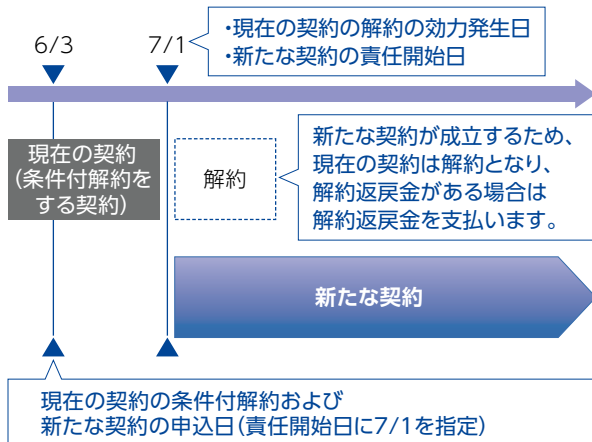 6/3
7/1
・現在の契約の解約の効力発生日
・新たな契約の責任開始日
現在の契約
(条件付解約を
する契約)
解約
新たな契約が成立するため、
現在の契約は解約となり、
解約返戻金がある場合は
解約返戻金を支払います。
新たな契約
現在の契約の条件付解約および
新たな契約の申込日(責任開始日に7/1を指定)